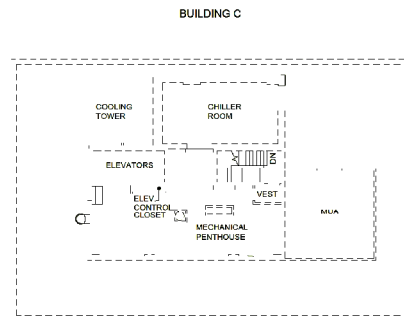 BUILDING C
COOLING
TOWER
CHILLER
ROOM
ELEVATORS
DN
VEST
ELEV.
CONTROL
CLOSET
MUA
MECHANICAL
PENTHOUSE